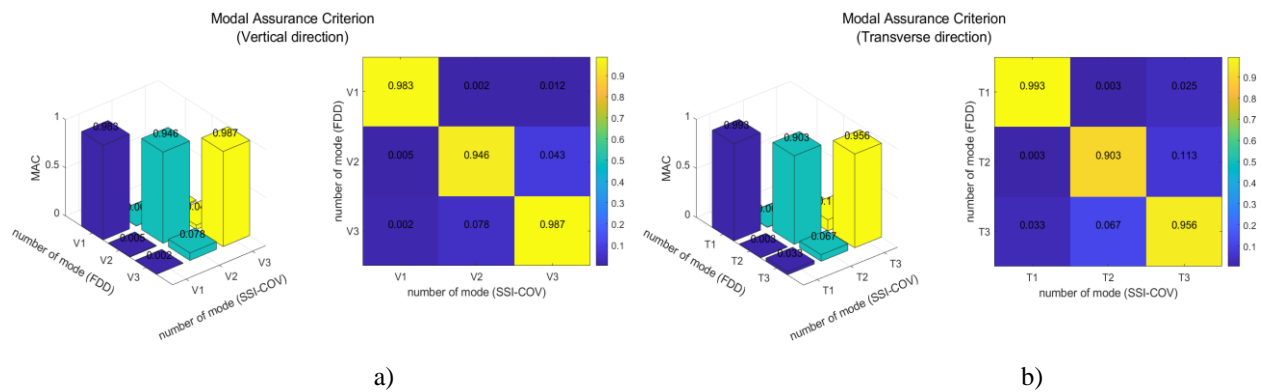 Modal Assurance Criterion
(Vertical direction)
MAC
1
0.5
0
0.983
0.946
0.987
0.078
0.005
0.002
V1
V2
V3
V1
V2
V3
number of mode (FDD)
number of mode (SSI-COV)
number of mode (FDD)
V1
V2
V3
0.983 0.002 0.012
0.005 0.946 0.043
0.002 0.078 0.987
V1 V2 V3
number of mode (SSI-COV)
0.9
0.8
0.7
0.6
0.5
0.4
0.3
0.2
0.1
a)
Modal Assurance Criterion
(Transverse direction)
MAC
1
0.5
0
0.993
0.903
0.956
0.067
0.003
0.033
T1
T2
T3
T1
T2
T3
number of mode (FDD)
number of mode (SSI-COV)
number of mode (FDD)
T1
T2
T3
0.993 0.003 0.025
0.003 0.903 0.113
0.033 0.067 0.956
T1 T2 T3
number of mode (SSI-COV)
0.9
0.8
0.7
0.6
0.5
0.4
0.3
0.2
0.1
b)